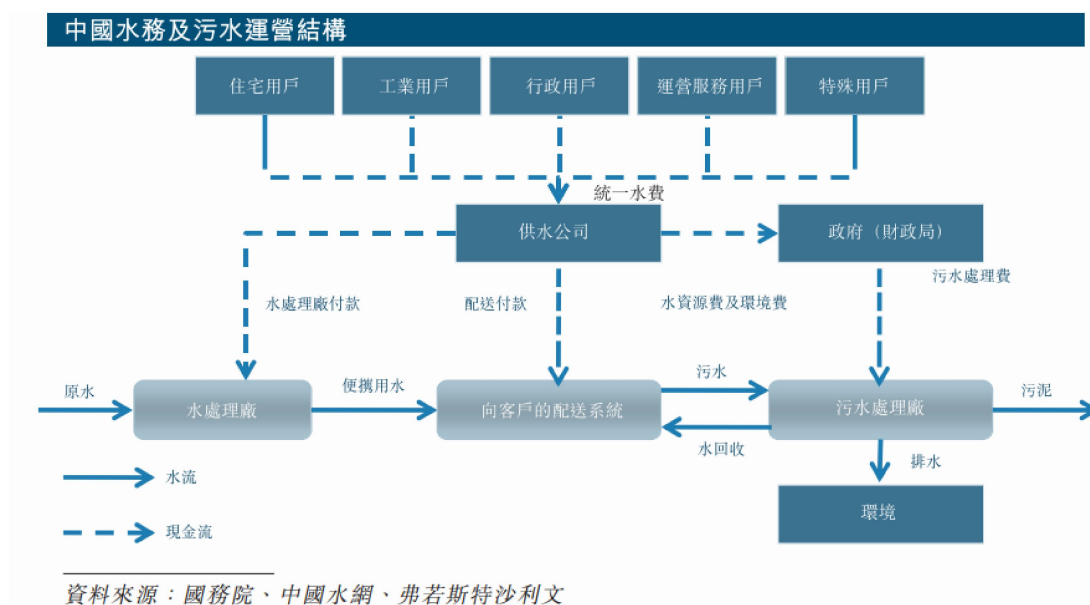 中國水務及污水運營結構
住宅用戶
工業用戶
行政用戶
運營服務用戶
特殊用戶
統一水費
供水公司
政府（財政局）
污水處理費
水處理廠付款
配送付款
水資源費及環境費
原水
水處理廠
便攜用水
向客戶的配送系統
污水
水回收
污水處理廠
污泥
排水
水流
環境
現金流
資料來源：國務院、中國水網、弗若斯特沙利文